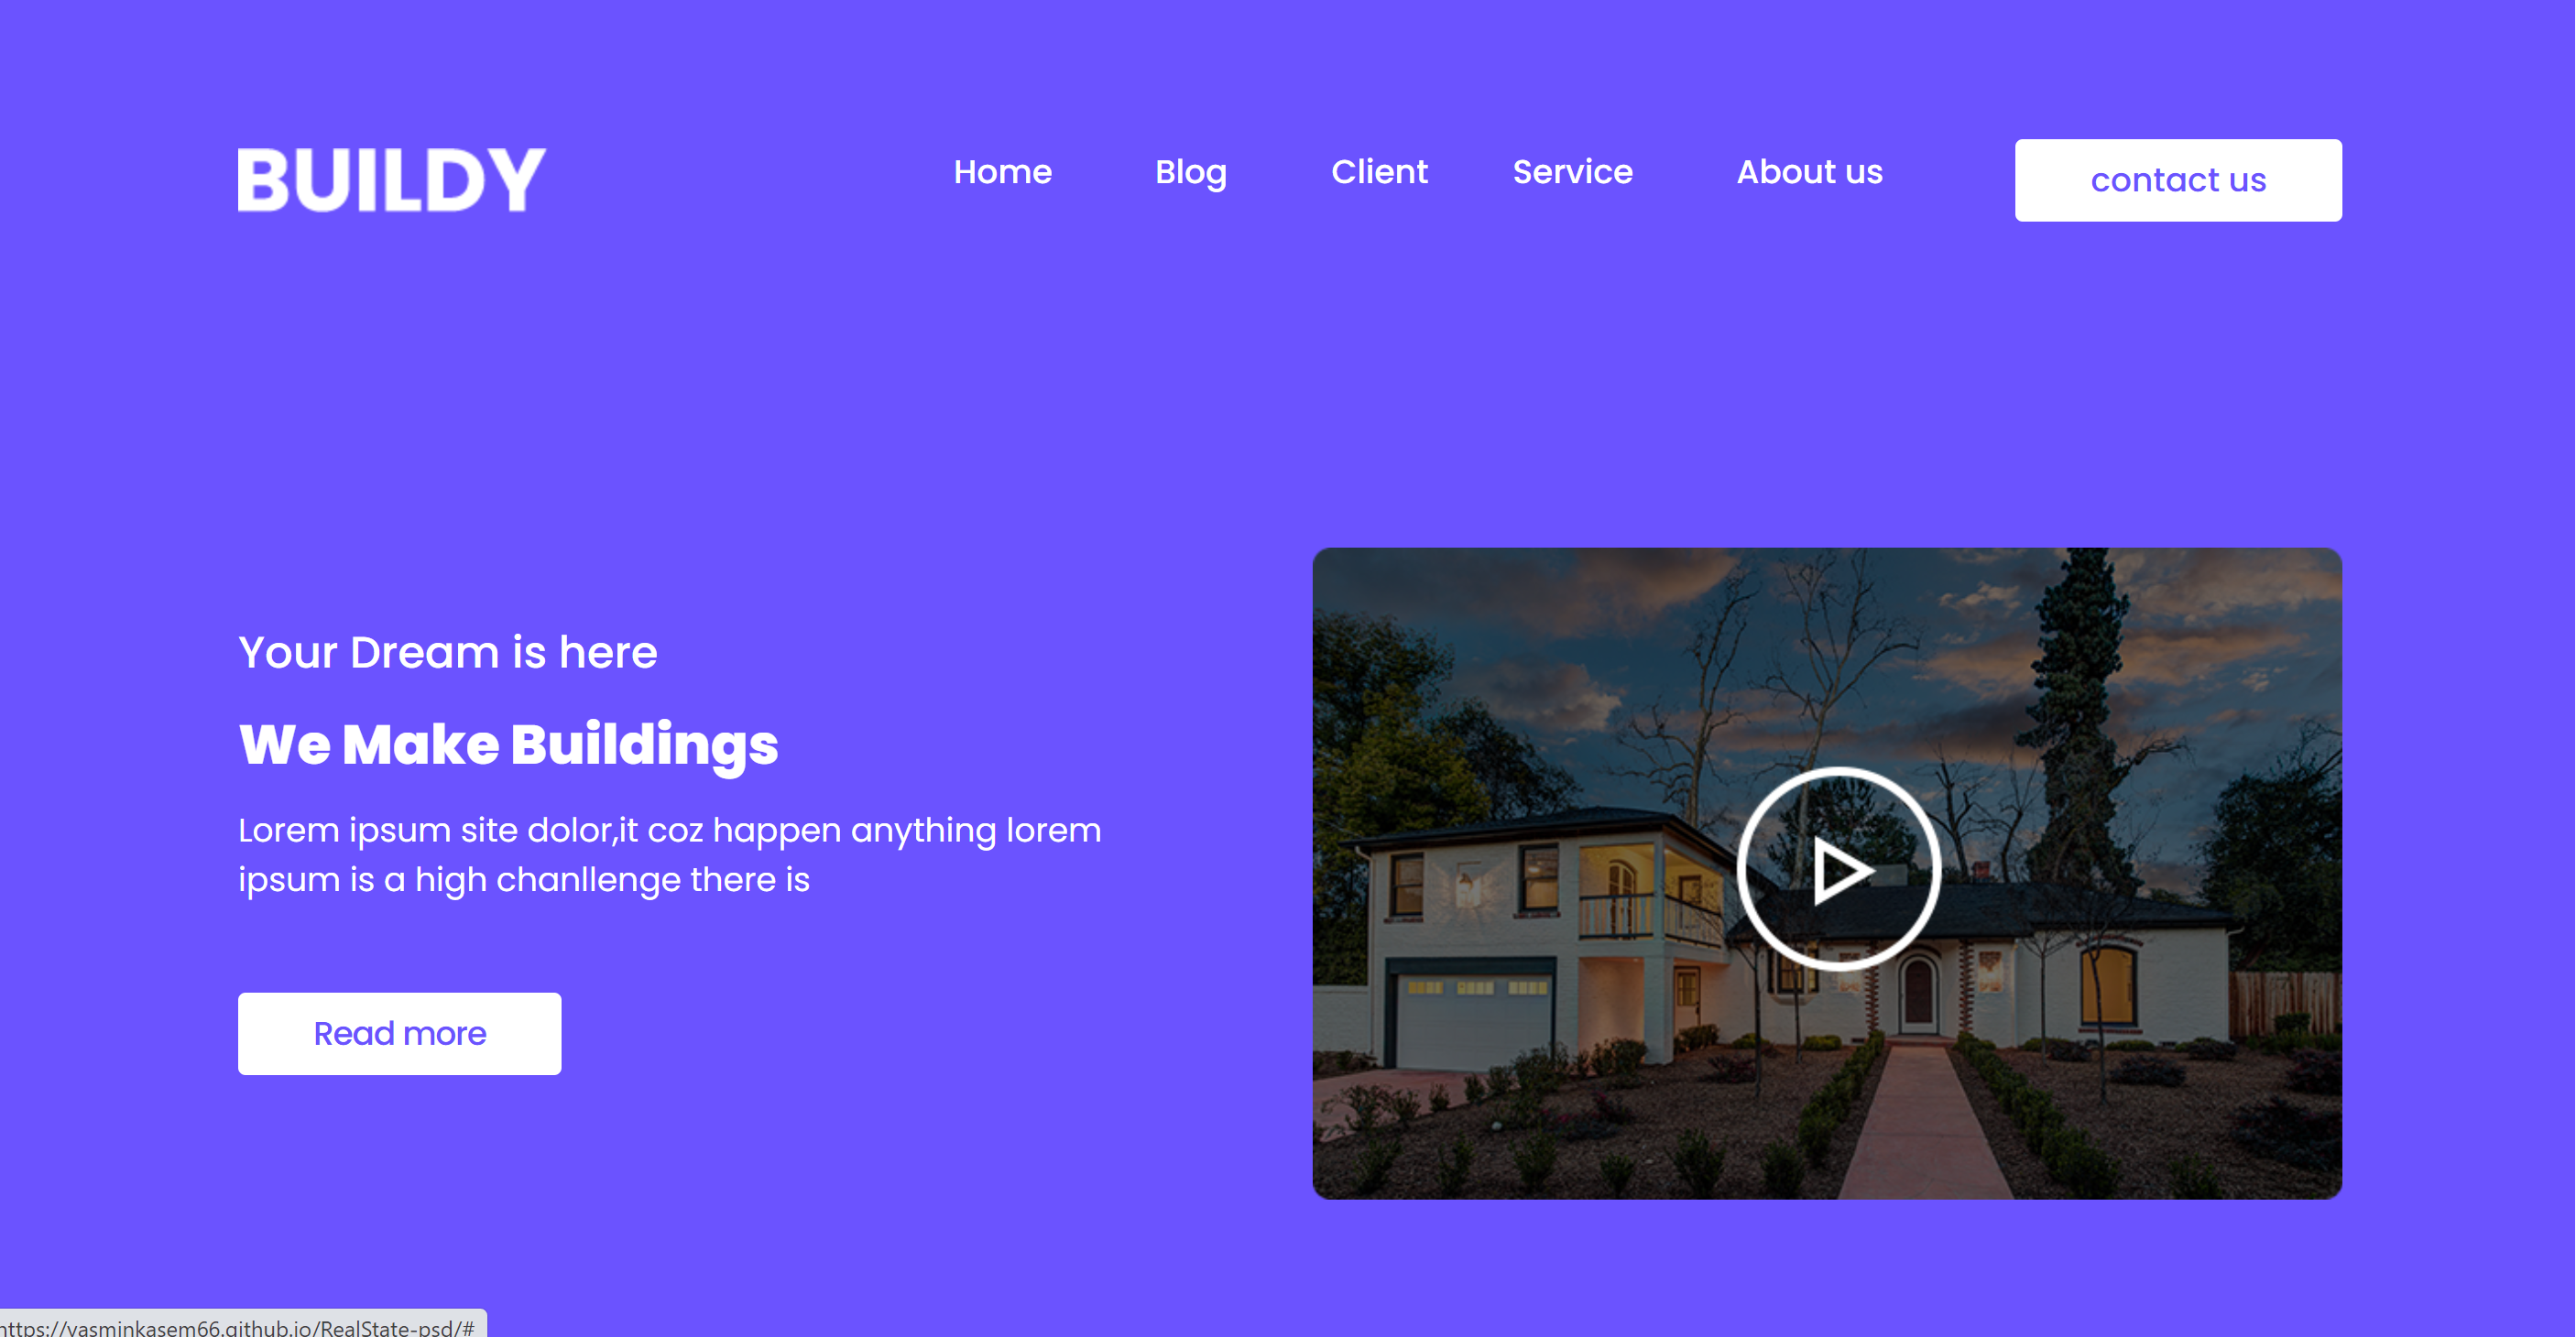 BUILDY
Home Blog Client Service About us contact us
Your Dream is here
We Make Buildings
Lorem ipsum site dolor,it coz happen anything lorem
ipsum is a high chanllenge there is
Read more
https://yasminkasem66.github.io/RealState-psd/#